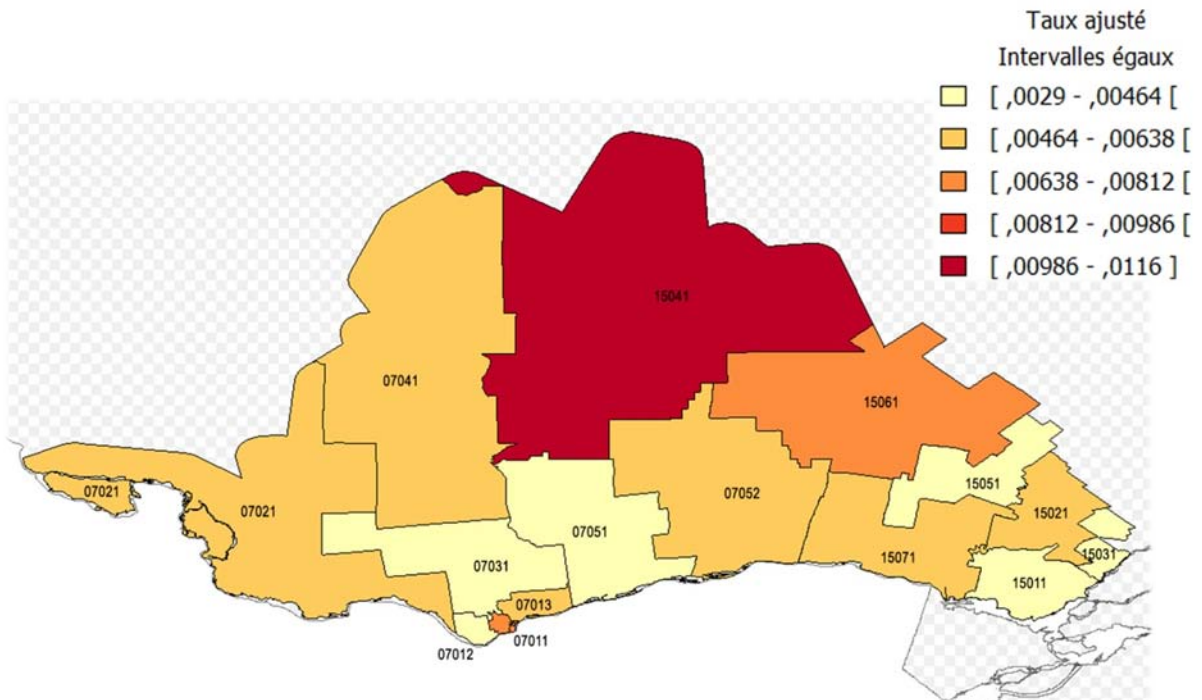 Taux ajusté
Intervalles égaux
[ ,0029 - ,00464 [
[ ,00464 - ,00638 [
[ ,00638 - ,00812 [
[ ,00812 - ,00986 [
[ ,00986 - ,0116 ]
15041
07041
15061
07021
07021
07052
15051
15021
07051
15031
07031
15071
15011
07013
07011
07012